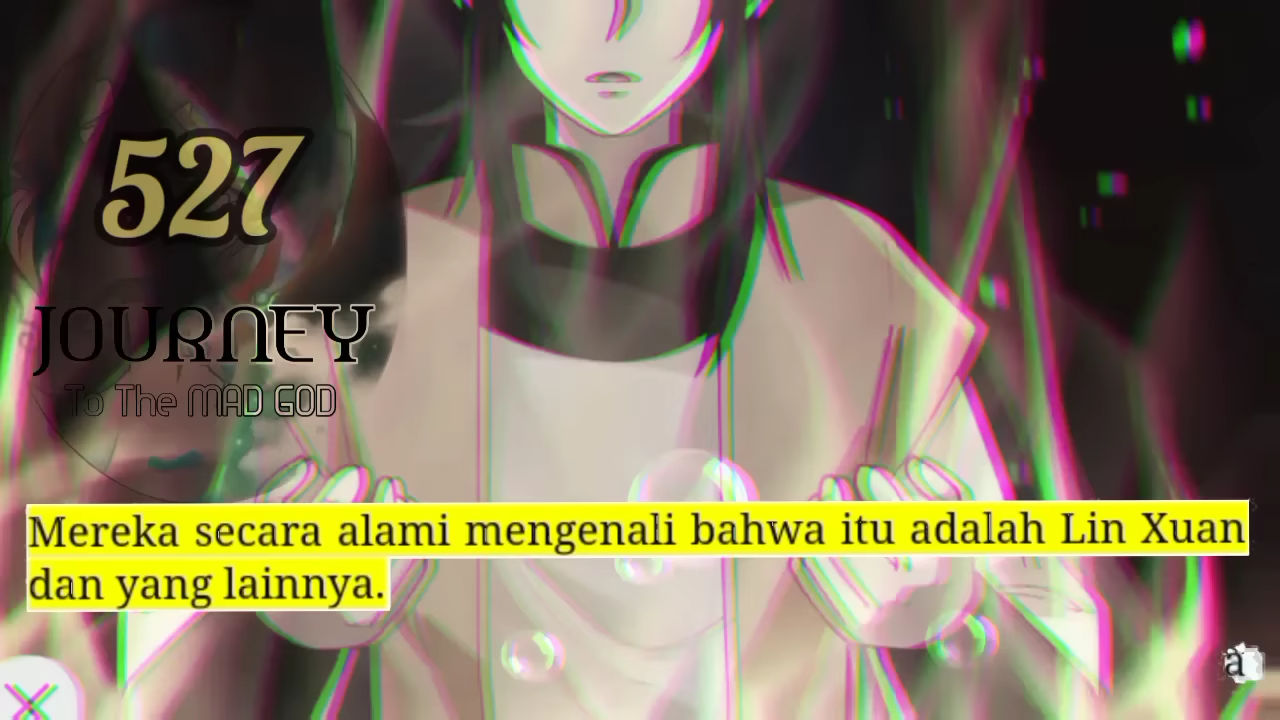 527
JOURNEY
To The MAD GOD
Mereka secara alami mengenali bahwa itu adalah Lin Xuan
dan yang lainnya.
a